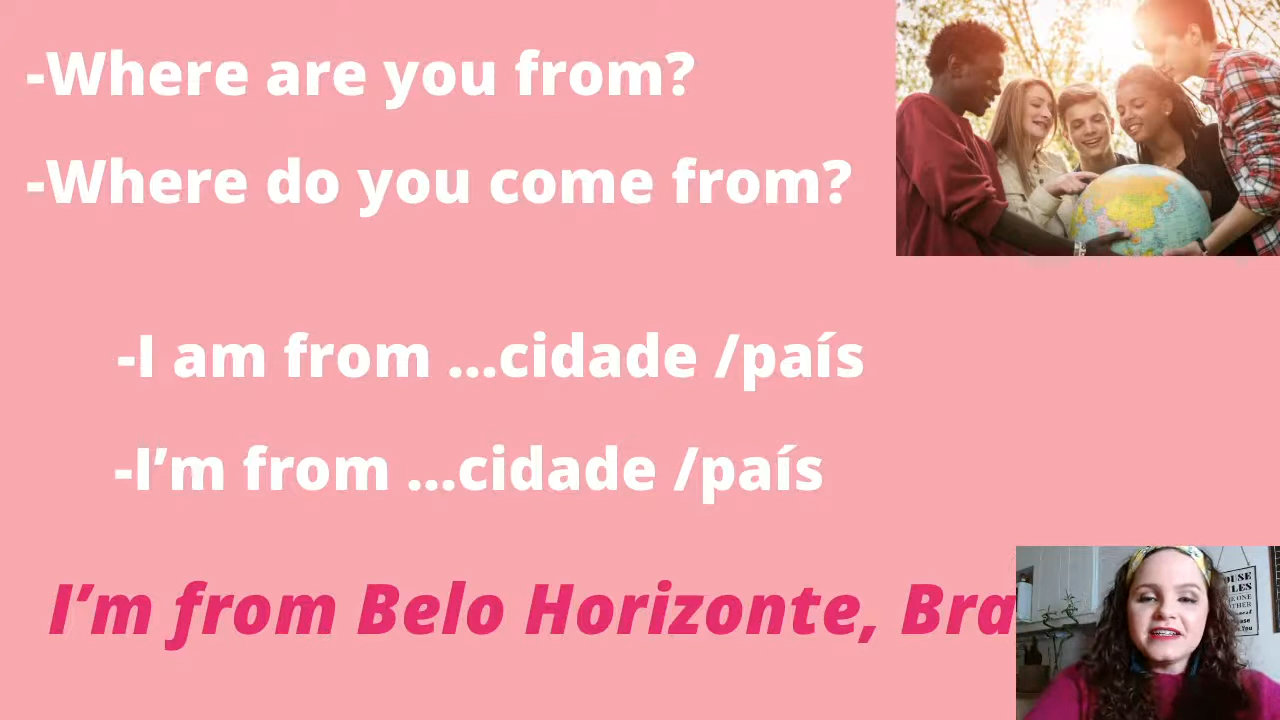 -Where are you from?
-Where do you come from?
-I am from ...cidade /país
-I’m from ...cidade /país
I’m from Belo Horizonte, Bra